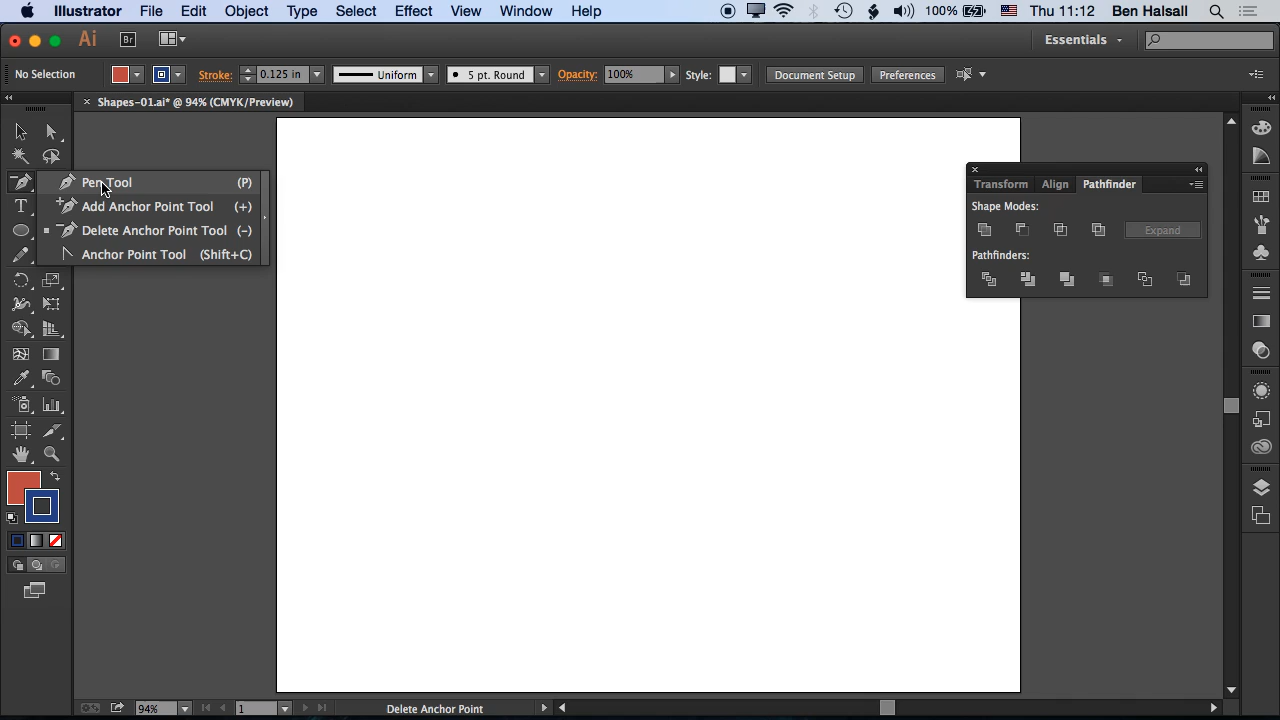 Illustrator File Edit Object Type Select Effect View Window Help 100% Thu 11:12 Ben Halsall
Ai Br Essentials
No Selection Stroke: 0.125 in Uniform 5 pt. Round Opacity: 100% Style: Document Setup Preferences
× Shapes-01.ai* @ 94% (CMYK/Preview)
Pen Tool (P)
Add Anchor Point Tool (+)
Delete Anchor Point Tool (-)
Anchor Point Tool (Shift+C)
Transform Align Pathfinder
Shape Modes:
Expand
Pathfinders:
T
94% 1 Delete Anchor Point